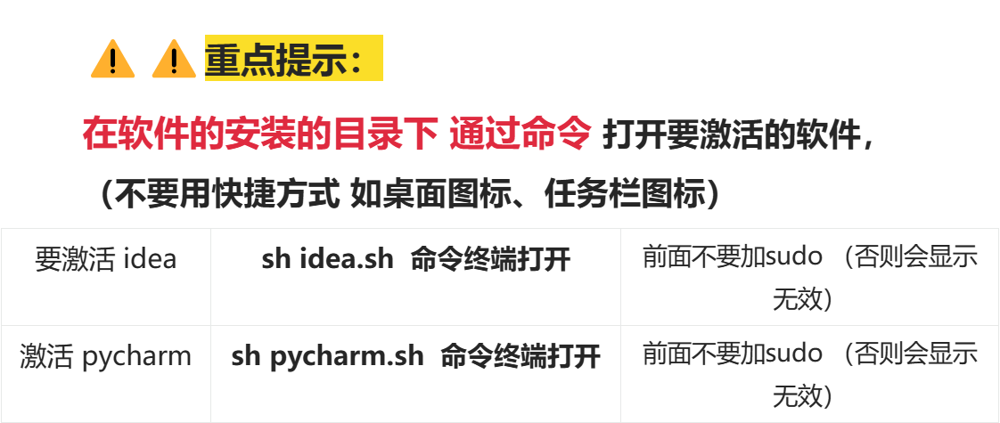 重点提示：
在软件的安装的目录下 通过命令 打开要激活的软件，
（不要用快捷方式 如桌面图标、任务栏图标）
要激活 idea
sh idea.sh 命令终端打开
前面不要加sudo （否则会显示
无效）
激活 pycharm
sh pycharm.sh 命令终端打开
前面不要加sudo （否则会显示
无效）